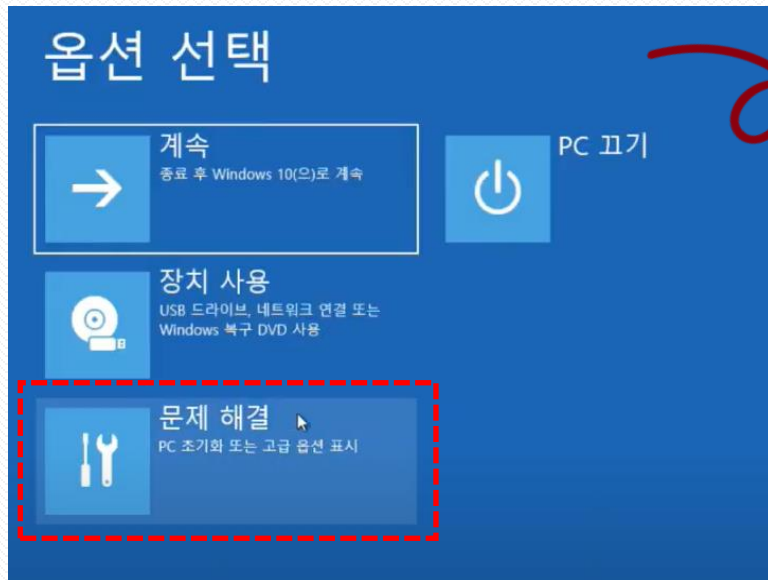 옵션 선택
계속
종료 후 Windows 10(으)로 계속
PC 끄기
장치 사용
USB 드라이브, 네트워크 연결 또는
Windows 복구 DVD 사용
문제 해결
PC 초기화 또는 고급 옵션 표시